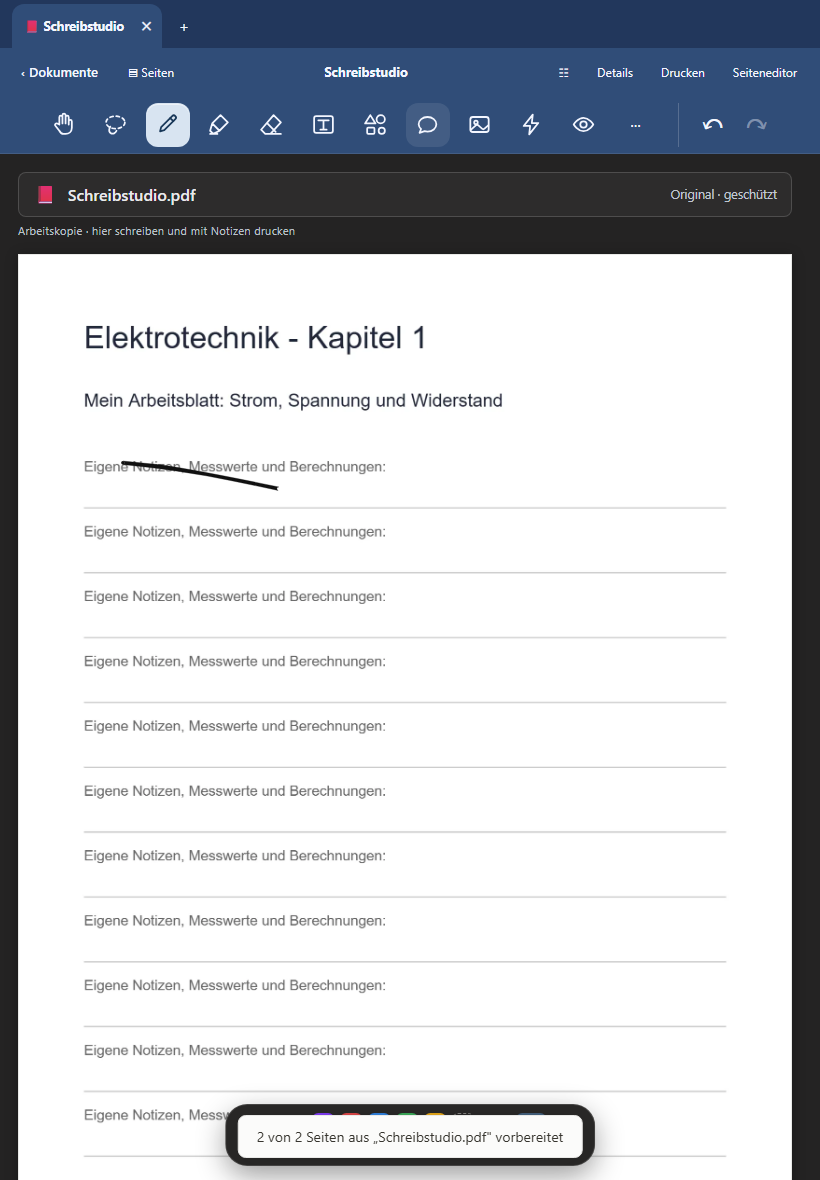 Schreibstudio ✕ +
‹ Dokumente Seiten Schreibstudio Details Drucken Seiteneditor
Schreibstudio.pdf Original · geschützt
Arbeitskopie · hier schreiben und mit Notizen drucken
Elektrotechnik - Kapitel 1
Mein Arbeitsblatt: Strom, Spannung und Widerstand
Eigene Notizen, Messwerte und Berechnungen:
Eigene Notizen, Messwerte und Berechnungen:
Eigene Notizen, Messwerte und Berechnungen:
Eigene Notizen, Messwerte und Berechnungen:
Eigene Notizen, Messwerte und Berechnungen:
Eigene Notizen, Messwerte und Berechnungen:
Eigene Notizen, Messwerte und Berechnungen:
Eigene Notizen, Messwerte und Berechnungen:
Eigene Notizen, Messwerte und Berechnungen:
Eigene Notizen, Messwerte und Berechnungen:
Eigene Notizen,
2 von 2 Seiten aus „Schreibstudio.pdf" vorbereitet